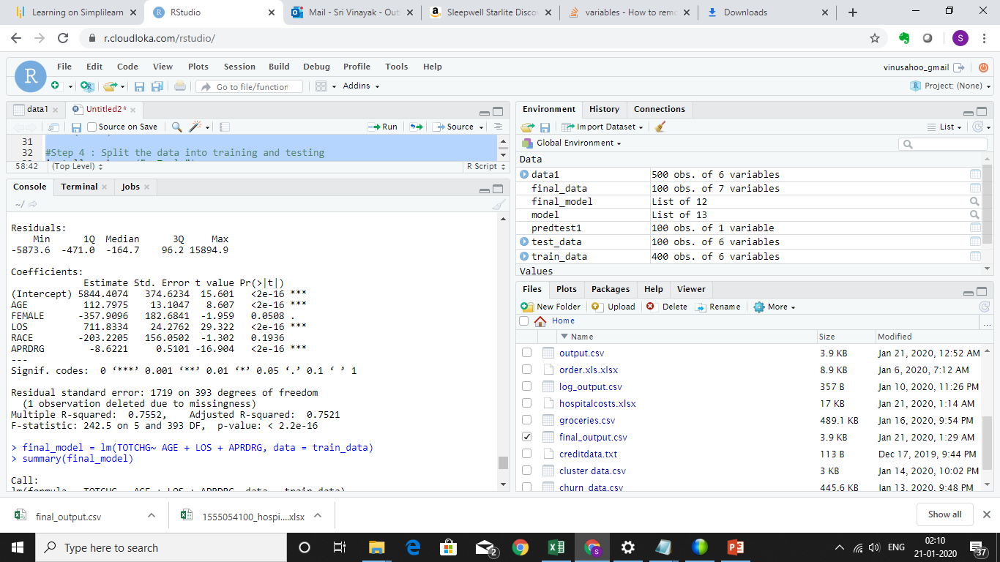 Learning on Simplilearn
RStudio
Mail - Sri Vinayak - Out
Sleepwell Starlite Disco
variables - How to rem
Downloads
r.cloudloka.com/rstudio/
S
R
File Edit Code View Plots Session Build Debug Profile Tools Help
vinusahoo_gmail
Go to file/function
Addins
Project: (None)
data1
Untitled2*
Source on Save
Run
Source
31
32 #Step 4 : Split the data into training and testing
58:42 (Top Level) R Script
Console Terminal Jobs
~/
Residuals:
Min 1Q Median 3Q Max
-5873.6 -471.0 -164.7 96.2 15894.9
Coefficients:
Estimate Std. Error t value Pr(>|t|)
(Intercept) 5844.4074 374.6234 15.601 <2e-16 ***
AGE 112.7975 13.1047 8.607 <2e-16 ***
FEMALE -357.9096 182.6841 -1.959 0.0508 .
LOS 711.8334 24.2762 29.322 <2e-16 ***
RACE -203.2205 156.0502 -1.302 0.1936
APRDRG -8.6221 0.5101 -16.904 <2e-16 ***
---
Signif. codes: 0 ‘***’ 0.001 ‘**’ 0.01 ‘*’ 0.05 ‘.’ 0.1 ‘ ’ 1
Residual standard error: 1719 on 393 degrees of freedom
(1 observation deleted due to missingness)
Multiple R-squared: 0.7552, Adjusted R-squared: 0.7521
F-statistic: 242.5 on 5 and 393 DF, p-value: < 2.2e-16
> final_model = lm(TOTCHG~ AGE + LOS + APRDRG, data = train_data)
> summary(final_model)
Call:
lm(formula = TOTCHG ~ AGE + LOS + APRDRG, data = train_data)
Environment History Connections
Import Dataset
List
Global Environment
Data
data1 500 obs. of 6 variables
final_data 100 obs. of 7 variables
final_model List of 12
model List of 13
predtest1 100 obs. of 1 variable
test_data 100 obs. of 6 variables
train_data 400 obs. of 6 variables
Values
Files Plots Packages Help Viewer
New Folder Upload Delete Rename More
Home ...
Name Size Modified
output.csv 3.9 KB Jan 21, 2020, 12:52 AM
order.xls.xlsx 8.9 KB Jan 6, 2020, 7:12 AM
log_output.csv 357 B Jan 10, 2020, 11:26 PM
hospitalcosts.xlsx 17 KB Jan 21, 2020, 1:14 AM
groceries.csv 489.1 KB Jan 16, 2020, 9:54 PM
final_output.csv 3.9 KB Jan 21, 2020, 1:29 AM
creditdata.txt 113 B Dec 17, 2019, 9:44 PM
cluster data.csv 3 KB Jan 14, 2020, 10:02 PM
churn_data.csv 445.6 KB Jan 13, 2020, 9:48 PM
final_output.csv
1555054100_hospi....xlsx
Show all
Type here to search
2
S
ENG
02:10
21-01-2020
37